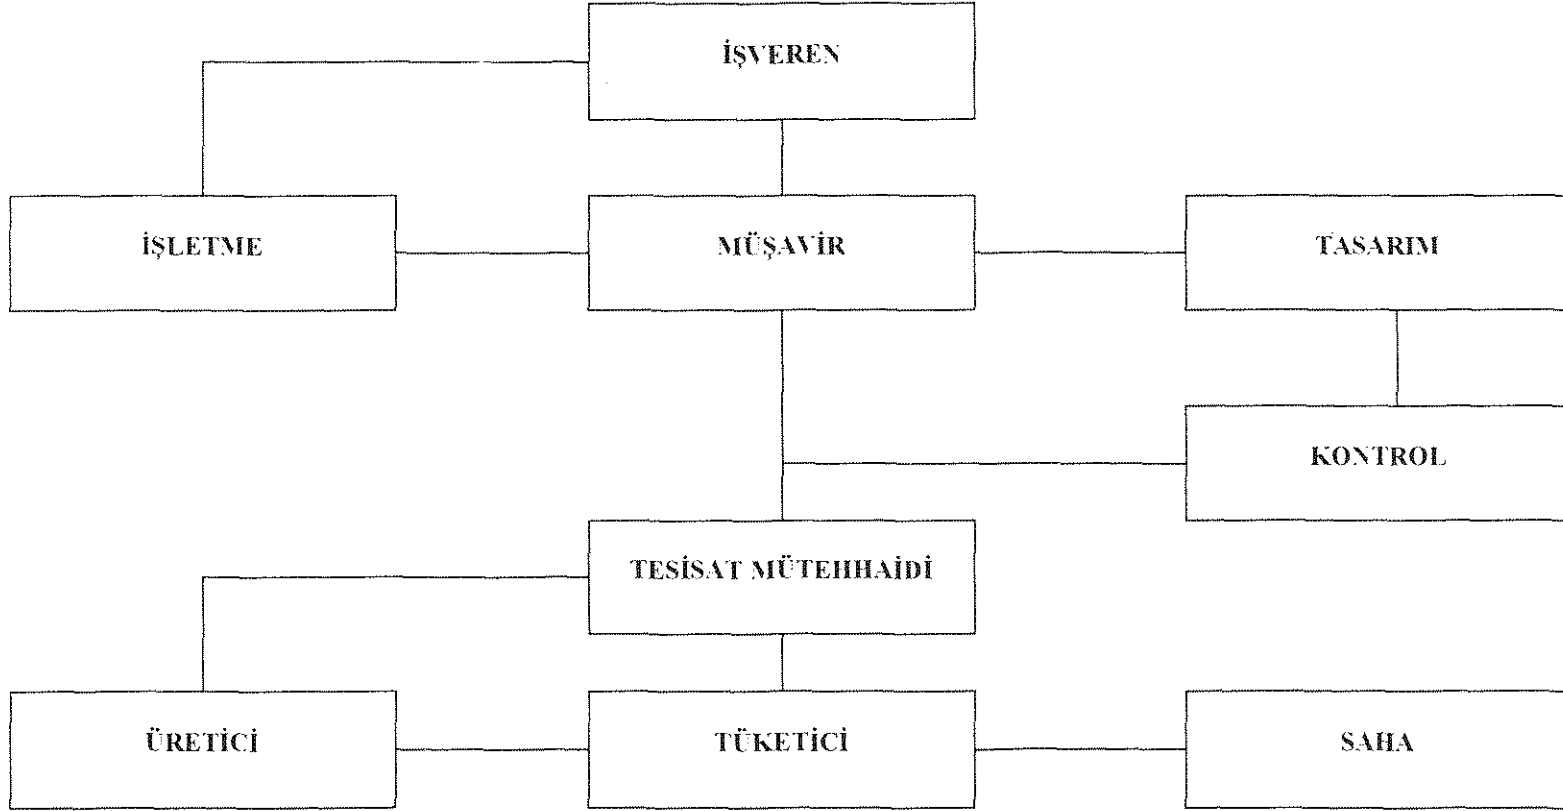 İŞVEREN
İŞLETME
MÜŞAVİR
TASARIM
KONTROL
TESİSAT MÜTEHHAİDİ
ÜRETİCİ
TÜKETİCİ
SAHA